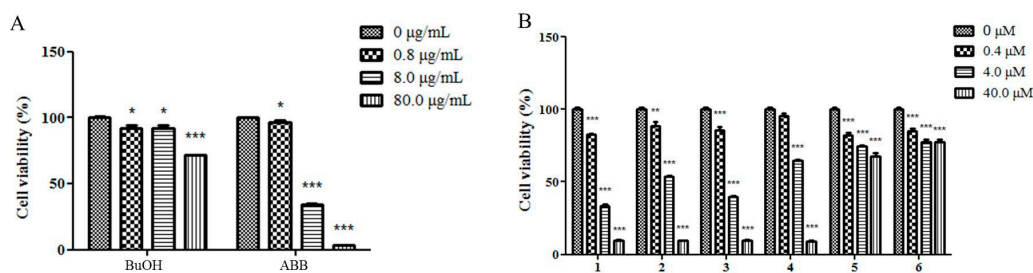 A
0 µg/mL
0.8 µg/mL
8.0 µg/mL
80.0 µg/mL
Cell viability (%)
150
100
50
0
* * *** * *** ***
BuOH ABB
B
0 µM
0.4 µM
4.0 µM
40.0 µM
Cell viability (%)
150
100
50
0
*** *** *** ** *** *** *** *** *** *** *** *** *** *** *** *** ***
1 2 3 4 5 6